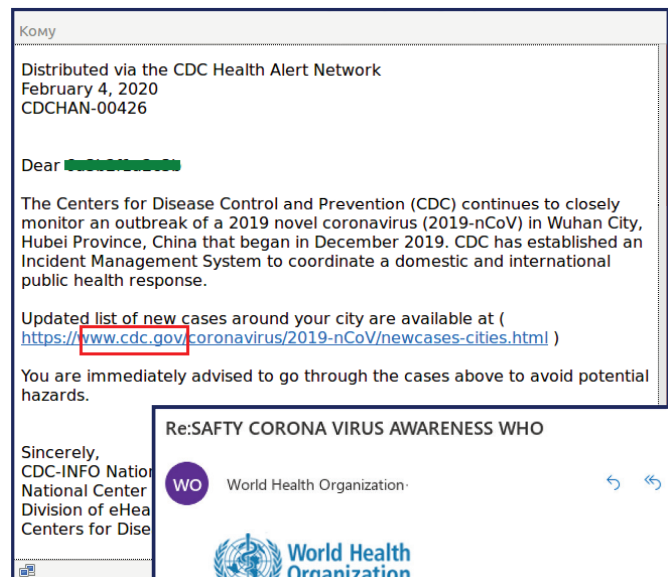 Кому
Distributed via the CDC Health Alert Network
February 4, 2020
CDCHAN-00426
Dear
The Centers for Disease Control and Prevention (CDC) continues to closely
monitor an outbreak of a 2019 novel coronavirus (2019-nCoV) in Wuhan City,
Hubei Province, China that began in December 2019. CDC has established an
Incident Management System to coordinate a domestic and international
public health response.
Updated list of new cases around your city are available at (
https://www.cdc.gov/coronavirus/2019-nCoV/newcases-cities.html )
You are immediately advised to go through the cases above to avoid potential
hazards.
Sincerely,
CDC-INFO Natior
National Center
Division of eHea
Centers for Dise
Re:SAFTY CORONA VIRUS AWARENESS WHO
WO
World Health Organization
World Health
Organization